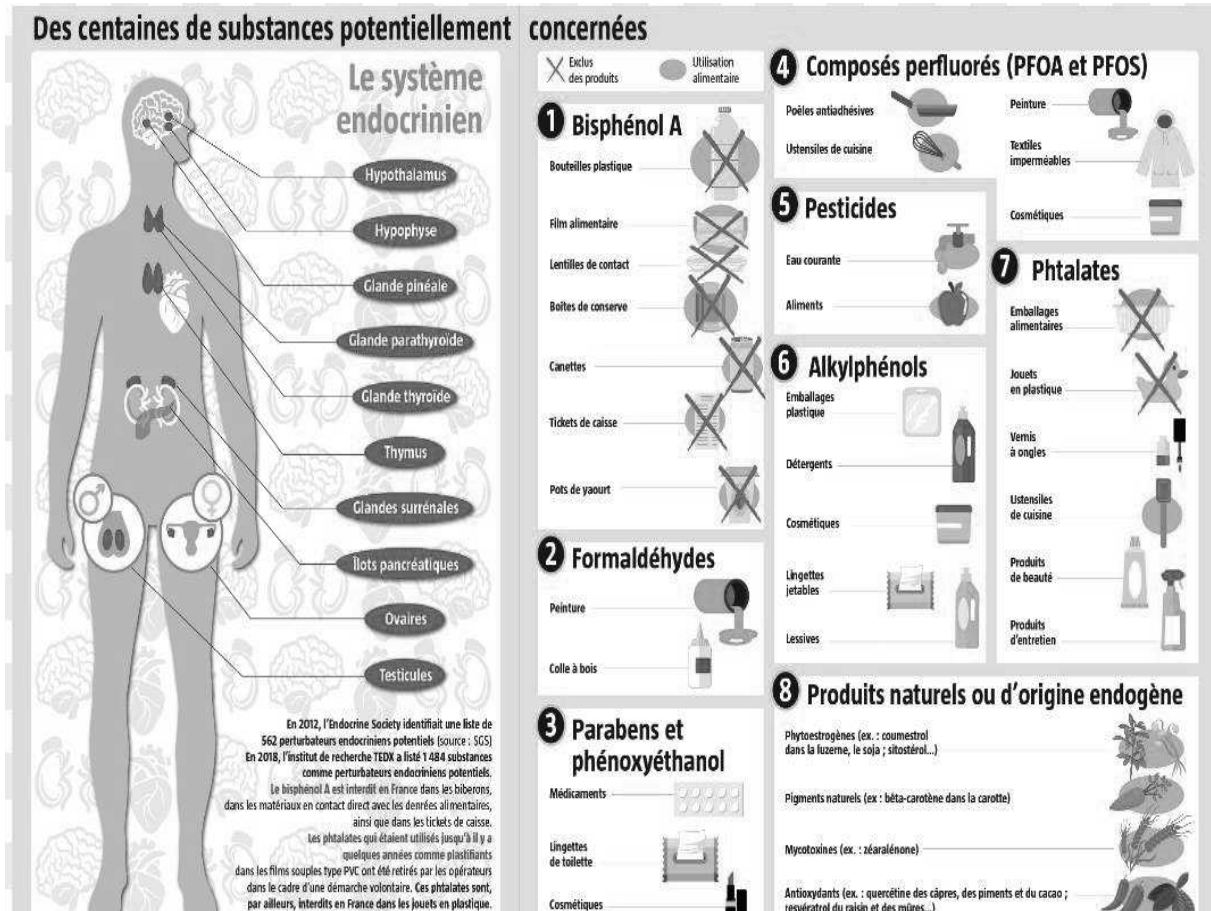 Des centaines de substances potentiellement concernées
Le système
endocrinien
Hypothalamus
Hypophyse
Glande pinéale
Glande parathyroïde
Glande thyroïde
Thymus
Glandes surrénales
Ilots pancréatiques
Ovaires
Testicules
En 2012, l'Endocrine Society identifiait une liste de
562 perturbateurs endocriniens potentiels (source : SGS)
En 2018, l'institut de recherche TEDX a listé 1 484 substances
comme perturbateurs endocriniens potentiels.
Le bisphénol A est interdit en France dans les biberons,
dans les matériaux en contact direct avec les denrées alimentaires,
ainsi que dans les tickets de caisse.
Les phtalates qui étaient utilisés jusqu'à il y a
quelques années comme plastifiants
dans les films souples type PVC ont été retirés par les opérateurs
dans le cadre d'une démarche volontaire. Ces phtalates sont,
par ailleurs, interdits en France dans les jouets en plastique.
Exclus
des produits
Utilisation
alimentaire
1 Bisphénol A
Bouteilles plastique
Film alimentaire
Lentilles de contact
Boîtes de conserve
Canettes
Tickets de caisse
Pots de yaourt
2 Formaldéhydes
Peinture
Colle à bois
3 Parabens et
phénoxyéthanol
Médicaments
Lingettes
de toilette
Cosmétiques
4 Composés perfluorés (PFOA et PFOS)
Poêles antiadhésives
Ustensiles de cuisine
Peinture
Textiles
imperméables
Cosmétiques
5 Pesticides
Eau courante
Aliments
6 Alkylphénols
Emballages
plastique
Détergents
Cosmétiques
Lingettes
jetables
Lessives
7 Phtalates
Emballages
alimentaires
Jouets
en plastique
Vernis
à ongles
Ustensiles
de cuisine
Produits
de beauté
Produits
d'entretien
8 Produits naturels ou d'origine endogène
Phytoestrogènes (ex. : coumestrol
dans la luzerne, le soja ; sitostérol...)
Pigments naturels (ex : bêta-carotène dans la carotte)
Mycotoxines (ex. : zéaralénone)
Antioxydants (ex. : quercétine des câpres, des piments et du cacao ;
resvératrol du raisin et des mûres...)